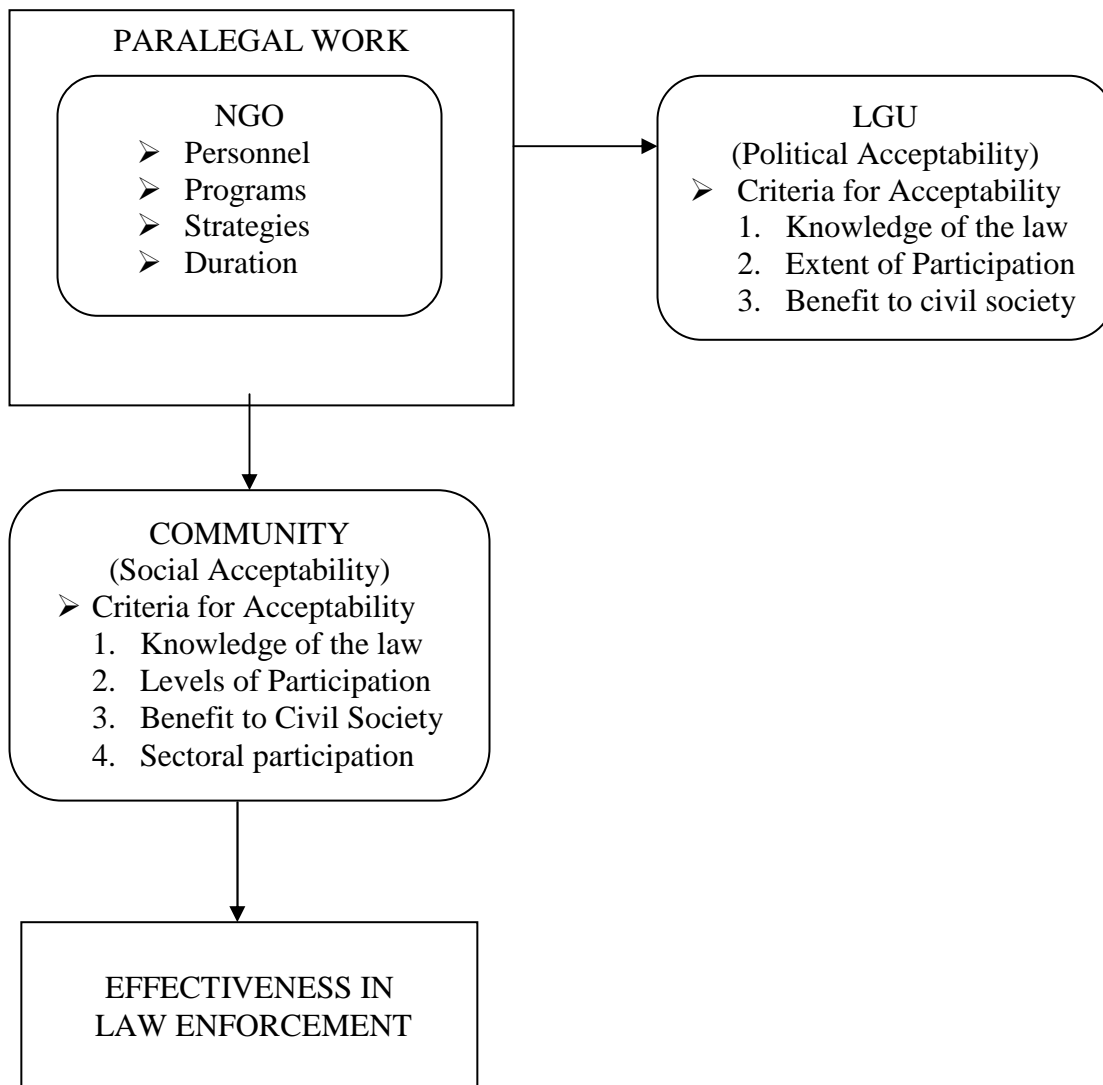 PARALEGAL WORK
NGO
➢ Personnel
➢ Programs
➢ Strategies
➢ Duration
LGU
(Political Acceptability)
➢ Criteria for Acceptability
1. Knowledge of the law
2. Extent of Participation
3. Benefit to civil society
COMMUNITY
(Social Acceptability)
➢ Criteria for Acceptability
1. Knowledge of the law
2. Levels of Participation
3. Benefit to Civil Society
4. Sectoral participation
EFFECTIVENESS IN
LAW ENFORCEMENT